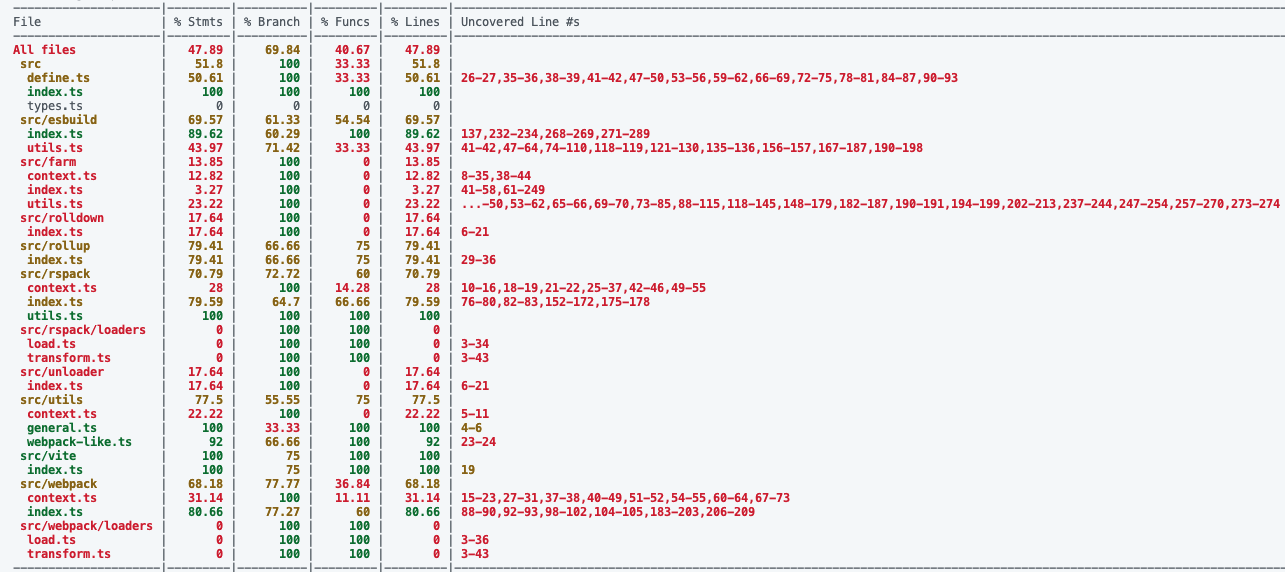 File | % Stmts | % Branch | % Funcs | % Lines | Uncovered Line #s
All files | 47.89 | 69.84 | 40.67 | 47.89 |
src | 51.8 | 100 | 33.33 | 51.8 |
define.ts | 50.61 | 100 | 33.33 | 50.61 | 26-27,35-36,38-39,41-42,47-50,53-56,59-62,66-69,72-75,78-81,84-87,90-93
index.ts | 100 | 100 | 100 | 100 |
types.ts | 0 | 0 | 0 | 0 |
src/esbuild | 69.57 | 61.33 | 54.54 | 69.57 |
index.ts | 89.62 | 60.29 | 100 | 89.62 | 137,232-234,268-269,271-289
utils.ts | 43.97 | 71.42 | 33.33 | 43.97 | 41-42,47-64,74-110,118-119,121-130,135-136,156-157,167-187,190-198
src/farm | 13.85 | 100 | 0 | 13.85 |
context.ts | 12.82 | 100 | 0 | 12.82 | 8-35,38-44
index.ts | 3.27 | 100 | 0 | 3.27 | 41-58,61-249
utils.ts | 23.22 | 100 | 0 | 23.22 | ...-50,53-62,65-66,69-70,73-85,88-115,118-145,148-179,182-187,190-191,194-199,202-213,237-244,247-254,257-270,273-274
src/rolldown | 17.64 | 100 | 0 | 17.64 |
index.ts | 17.64 | 100 | 0 | 17.64 | 6-21
src/rollup | 79.41 | 66.66 | 75 | 79.41 |
index.ts | 79.41 | 66.66 | 75 | 79.41 | 29-36
src/rspack | 70.79 | 72.72 | 60 | 70.79 |
context.ts | 28 | 100 | 14.28 | 28 | 10-16,18-19,21-22,25-37,42-46,49-55
index.ts | 79.59 | 64.7 | 66.66 | 79.59 | 76-80,82-83,152-172,175-178
utils.ts | 100 | 100 | 100 | 100 |
src/rspack/loaders | 0 | 100 | 100 | 0 |
load.ts | 0 | 100 | 100 | 0 | 3-34
transform.ts | 0 | 100 | 100 | 0 | 3-43
src/unloader | 17.64 | 100 | 0 | 17.64 |
index.ts | 17.64 | 100 | 0 | 17.64 | 6-21
src/utils | 77.5 | 55.55 | 75 | 77.5 |
context.ts | 22.22 | 100 | 0 | 22.22 | 5-11
general.ts | 100 | 33.33 | 100 | 100 | 4-6
webpack-like.ts | 92 | 66.66 | 100 | 92 | 23-24
src/vite | 100 | 75 | 100 | 100 |
index.ts | 100 | 75 | 100 | 100 | 19
src/webpack | 68.18 | 77.77 | 36.84 | 68.18 |
context.ts | 31.14 | 100 | 11.11 | 31.14 | 15-23,27-31,37-38,40-49,51-52,54-55,60-64,67-73
index.ts | 80.66 | 77.27 | 60 | 80.66 | 88-90,92-93,98-102,104-105,183-203,206-209
src/webpack/loaders | 0 | 100 | 100 | 0 |
load.ts | 0 | 100 | 100 | 0 | 3-36
transform.ts | 0 | 100 | 100 | 0 | 3-43